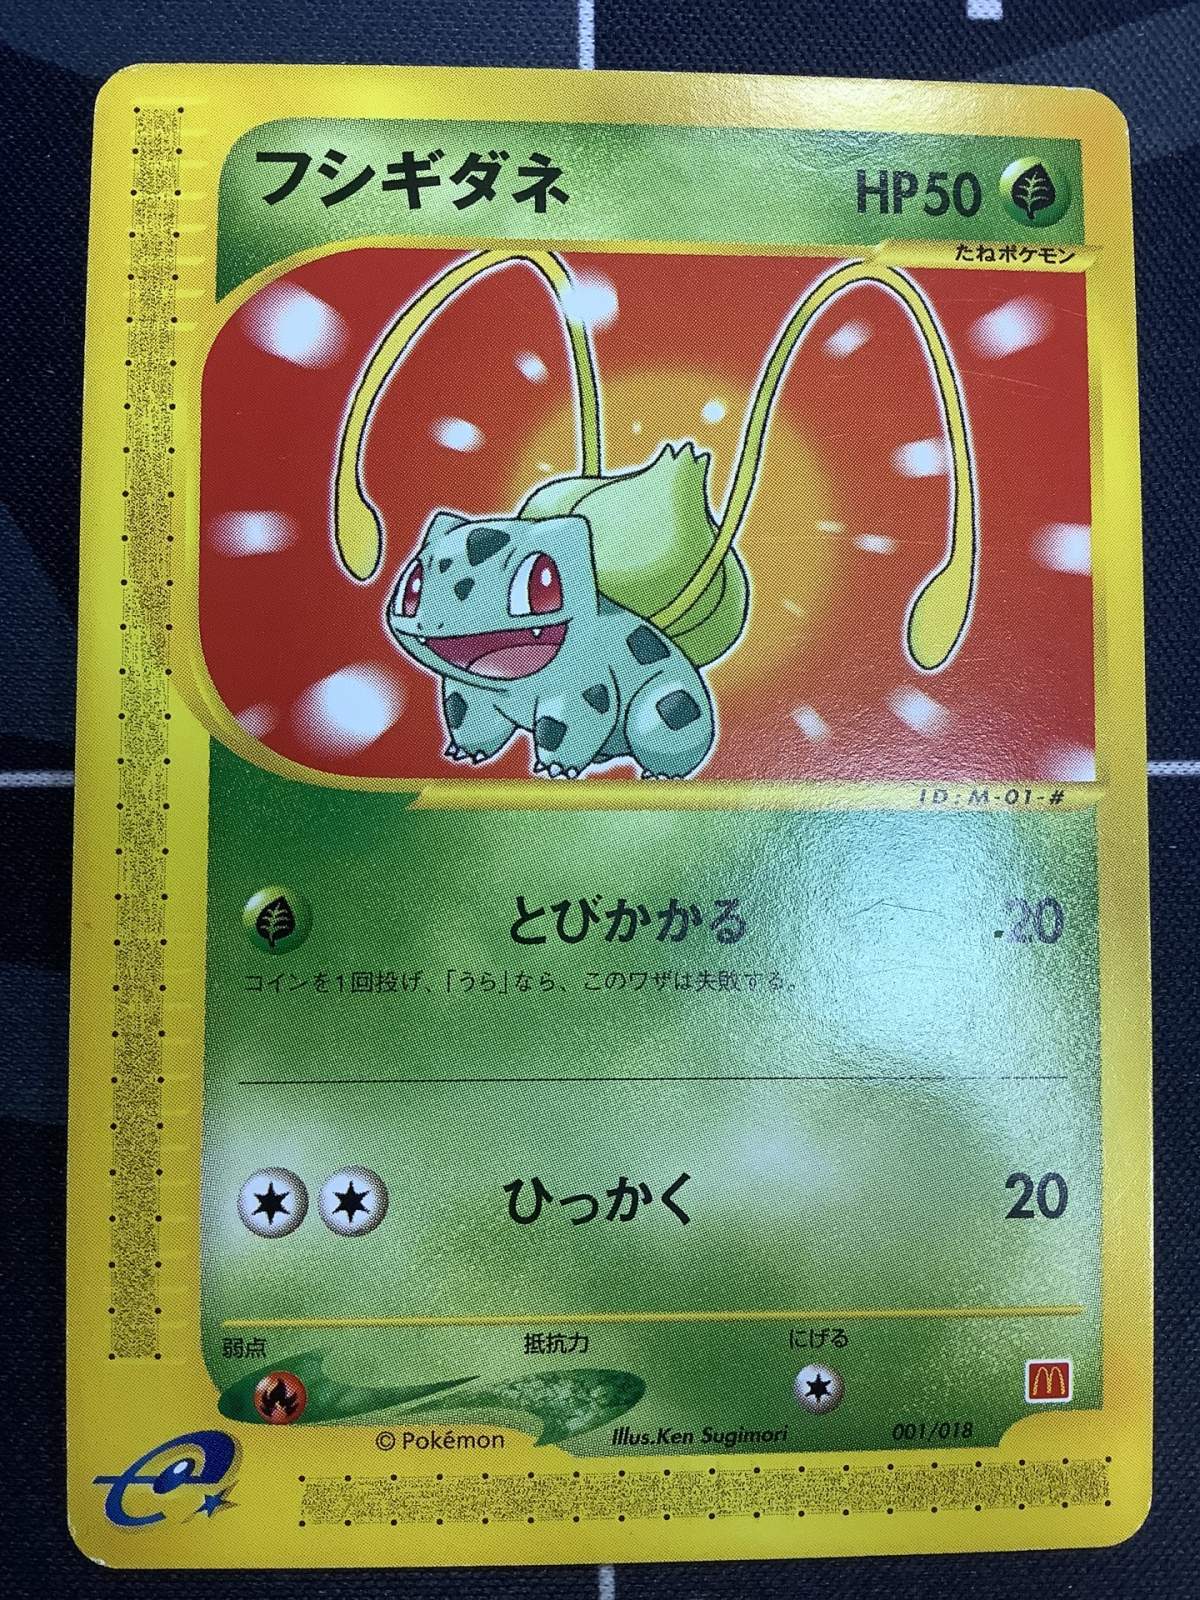 フシギダネ HP50
たねポケモン
ID:M-01-#
とびかかる 20
コインを1回投げ、「うら」なら、このワザは失敗する。
ひっかく 20
弱点 抵抗力 にげる
© Pokémon Illus.Ken Sugimori 001/018